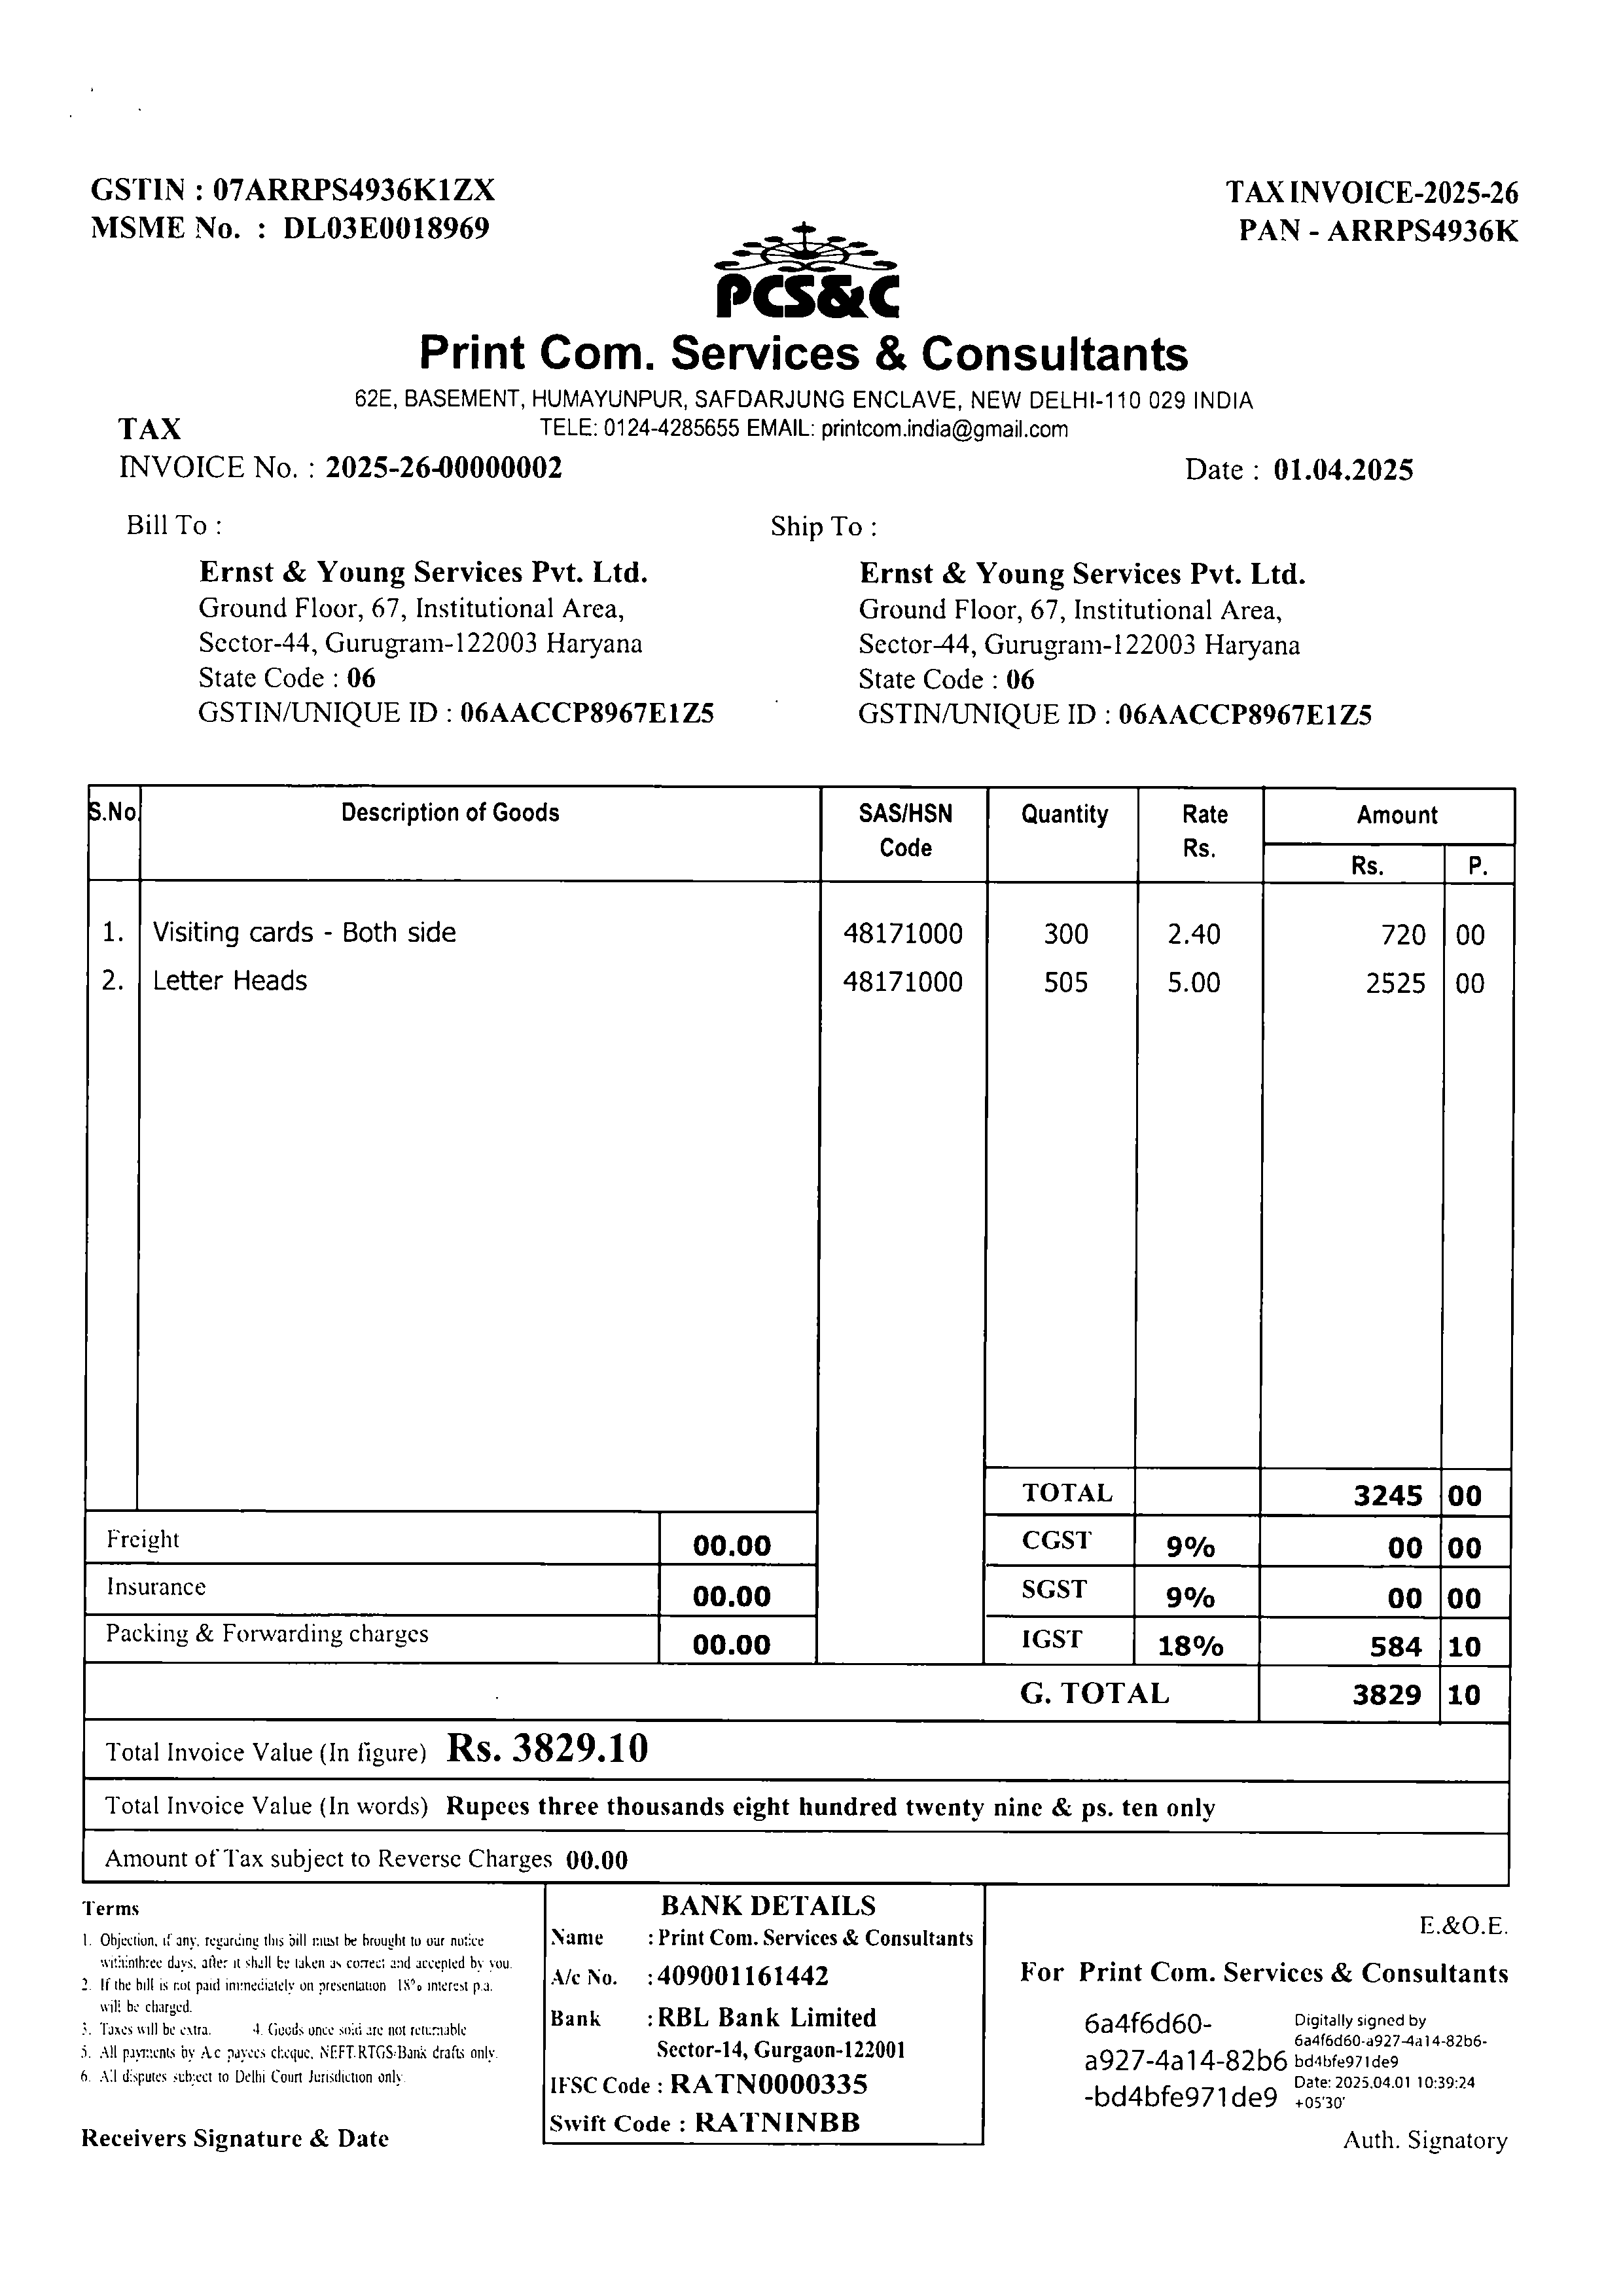 GSTIN : 07ARRPS4936K1ZX
MSME No. : DL03E0018969
TAX INVOICE-2025-26
PAN - ARRPS4936K
PCS&C
Print Com. Services & Consultants
62E, BASEMENT, HUMAYUNPUR, SAFDARJUNG ENCLAVE, NEW DELHI-110 029 INDIA
TELE: 0124-4285655 EMAIL: printcom.india@gmail.com
TAX
INVOICE No. : 2025-26-00000002
Date : 01.04.2025
Bill To :
Ernst & Young Services Pvt. Ltd.
Ground Floor, 67, Institutional Area,
Sector-44, Gurugram-122003 Haryana
State Code : 06
GSTIN/UNIQUE ID : 06AACCP8967E1Z5
Ship To :
Ernst & Young Services Pvt. Ltd.
Ground Floor, 67, Institutional Area,
Sector-44, Gurugram-122003 Haryana
State Code : 06
GSTIN/UNIQUE ID : 06AACCP8967E1Z5
S.No Description of Goods SAS/HSN Code Quantity Rate Rs. Amount Rs. P.
1. Visiting cards - Both side 48171000 300 2.40 720 00
2. Letter Heads 48171000 505 5.00 2525 00
TOTAL 3245 00
Freight 00.00 CGST 9% 00 00
Insurance 00.00 SGST 9% 00 00
Packing & Forwarding charges 00.00 IGST 18% 584 10
G. TOTAL 3829 10
Total Invoice Value (In figure) Rs. 3829.10
Total Invoice Value (In words) Rupees three thousands eight hundred twenty nine & ps. ten only
Amount of Tax subject to Reverse Charges 00.00
Terms
1. Objection, if any, regarding this bill must be brought to our notice
withinthree days, after it shall be taken as correct and accepted by you.
2. If the bill is not paid immediately on presentation 18% interest p.a.
will be charged.
3. Taxes will be extra. 4. Goods once sold are not returnable
5. All payments by A/c payees cheque, NEFT.RTGS-Bank drafts only.
6. All disputes subject to Delhi Court Jurisdiction only
Receivers Signature & Date
BANK DETAILS
Name : Print Com. Services & Consultants
A/c No. : 409001161442
Bank : RBL Bank Limited
Sector-14, Gurgaon-122001
IFSC Code : RATN0000335
Swift Code : RATNINBB
E.&O.E.
For Print Com. Services & Consultants
6a4f6d60-
a927-4a14-82b6
-bd4bfe971de9
Digitally signed by
6a4f6d60-a927-4a14-82b6-
bd4bfe971de9
Date: 2025.04.01 10:39:24
+05'30'
Auth. Signatory